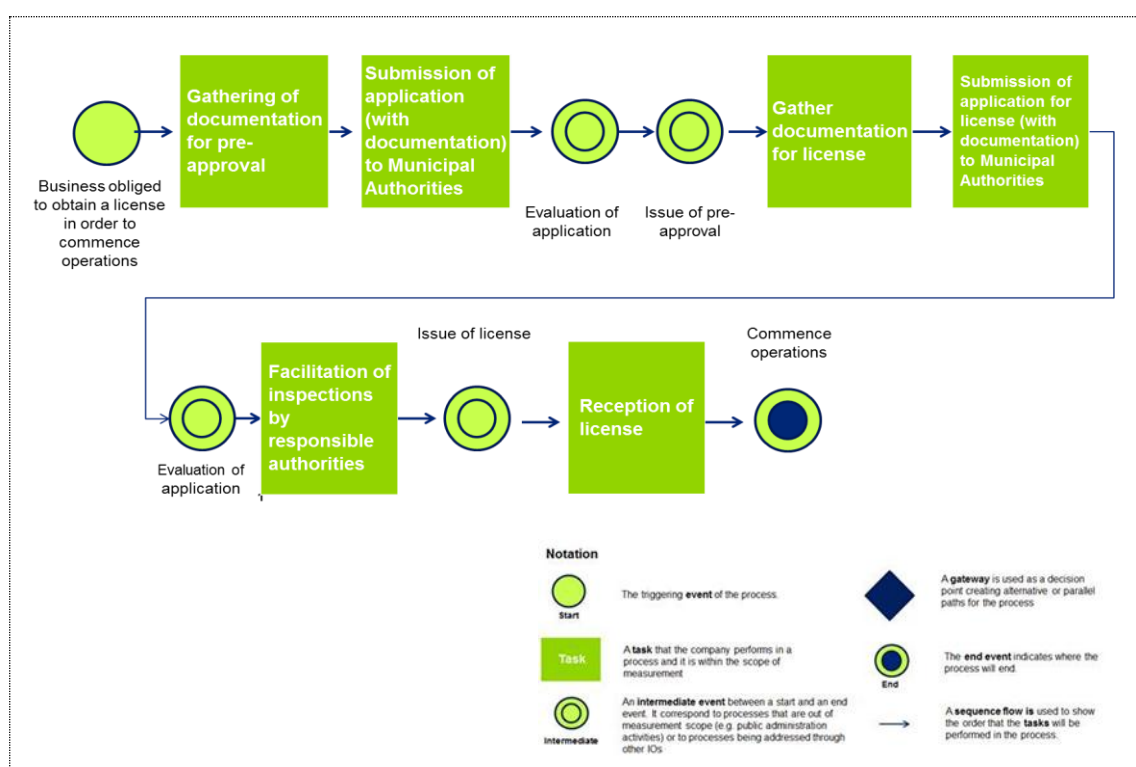 Gathering of
documentation
for pre-
approval
Submission of
application
(with
documentation)
to Municipal
Authorities
Gather
documentation
for license
Submission of
application for
license (with
documentation)
to Municipal
Authorities
Business obliged
to obtain a license
in order to
commence
operations
Evaluation of
application
Issue of pre-
approval
Evaluation of
application
Facilitation of
inspections
by
responsible
authorities
Issue of license
Reception of
license
Commence
operations
Notation
Start
The triggering event of the process.
Task
A task that the company performs in a
process and it is within the scope of
measurement
Intermediate
An intermediate event between a start and an end
event. It correspond to processes that are out of
measurement scope (e.g. public administration
activities) or to processes being addressed through
other IOs
A gateway is used as a decision
point creating alternative or parallel
paths for the process
End
The end event indicates where the
process will end.
A sequence flow is used to show
the order that the tasks will be
performed in the process.